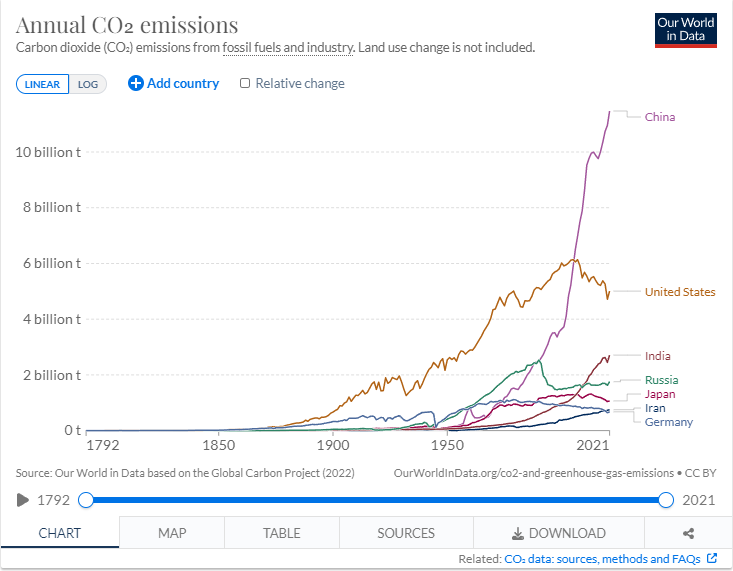 Annual CO₂ emissions
Our World
in Data
Carbon dioxide (CO₂) emissions from fossil fuels and industry. Land use change is not included.
LINEAR LOG
Add country
Relative change
China
10 billion t
8 billion t
6 billion t
United States
4 billion t
India
2 billion t
Russia
Japan
Iran
Germany
0 t
1792 1850 1900 1950 2021
Source: Our World in Data based on the Global Carbon Project (2022)
OurWorldInData.org/co2-and-greenhouse-gas-emissions • CC BY
1792 2021
CHART MAP TABLE SOURCES DOWNLOAD
Related: CO₂ data: sources, methods and FAQs